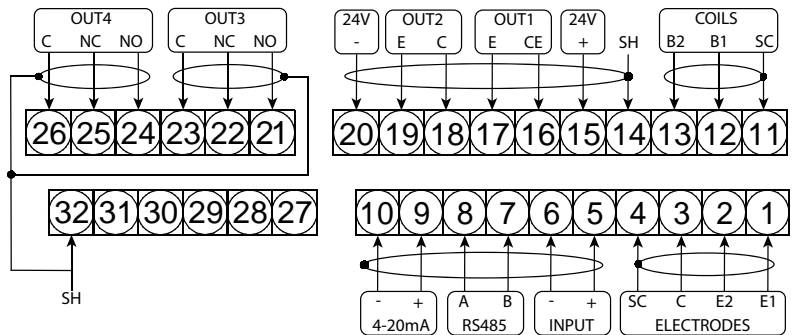 OUT4 OUT3 24V OUT2 OUT1 24V COILS
C NC NO C NC NO - E C E CE + SH B2 B1 SC
26 25 24 23 22 21 20 19 18 17 16 15 14 13 12 11
32 31 30 29 28 27 10 9 8 7 6 5 4 3 2 1
SH - + A B - + SC C E2 E1
4-20mA RS485 INPUT ELECTRODES